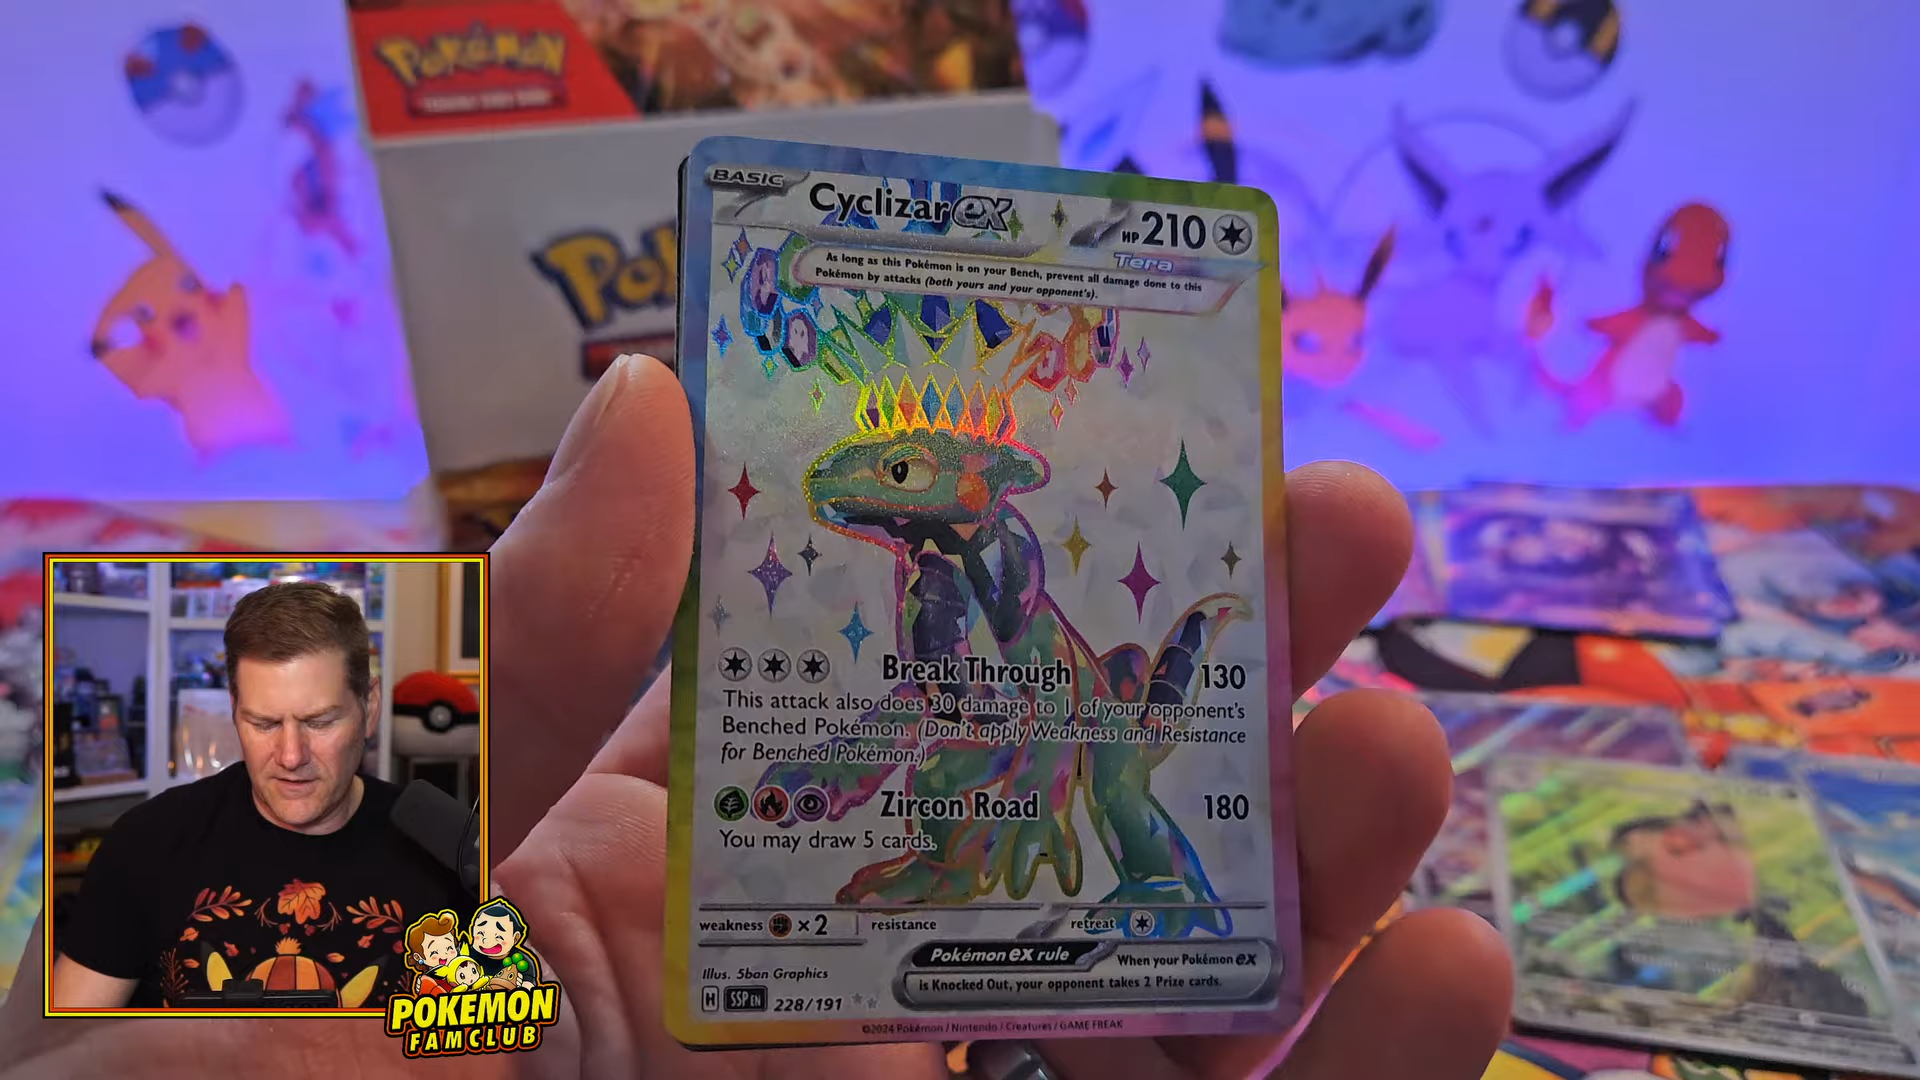 POKÉMON
POKÉMON
BASIC
Cyclizar ex
HP 210
Tera
As long as this Pokémon is on your Bench, prevent all damage done to this
Pokémon by attacks (both yours and your opponent's).
Break Through 130
This attack also does 30 damage to 1 of your opponent's
Benched Pokémon. (Don't apply Weakness and Resistance
for Benched Pokémon.)
Zircon Road 180
You may draw 5 cards.
weakness ×2 resistance retreat
Pokémon ex rule When your Pokémon ex
is Knocked Out, your opponent takes 2 Prize cards.
Illus. 5ban Graphics
H SSP EN 228/191
©2024 Pokémon / Nintendo / Creatures / GAME FREAK
POKEMON
FAMCLUB